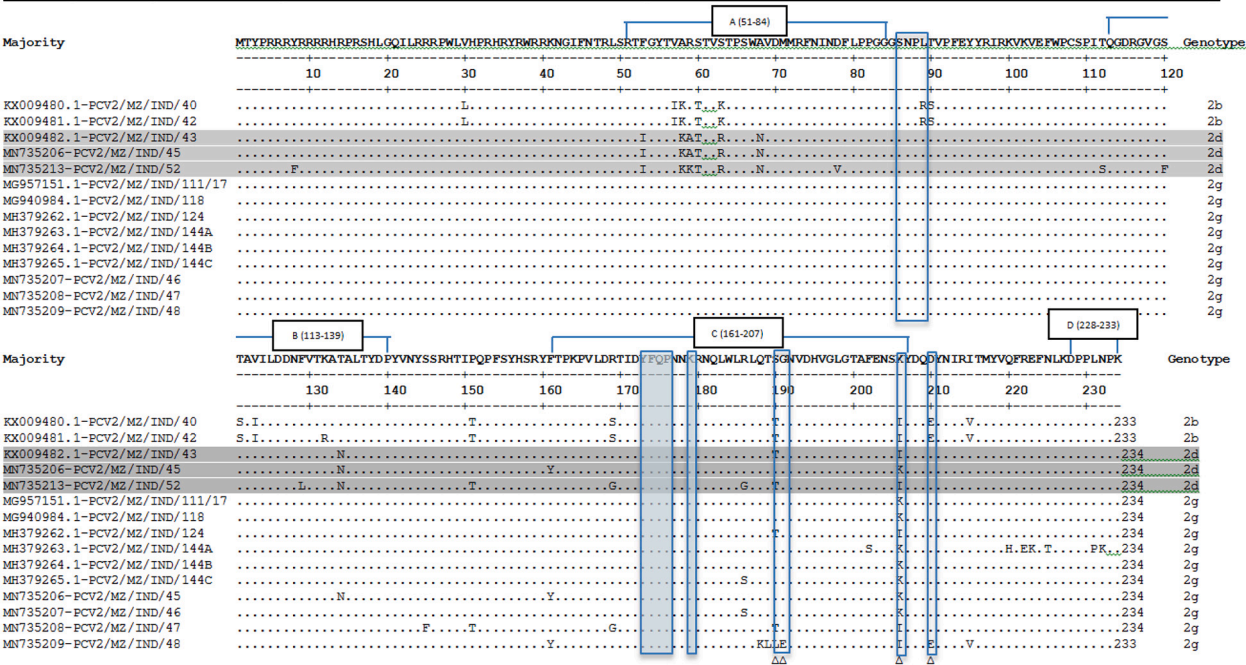 A (51-84)
Majority MTYPRRRYRRRRHRPRSHLGQILRRRPWLVHPRHRYRWRRKNGIFNTRLSRTFGYTVARSTVSTPSWAVDMMRFNINDFLPPGGGSNPLTVPFEYYRIRKVKVEFWPCSPITQGDRGVGS Genotype
10 20 30 40 50 60 70 80 90 100 110 120
KX009480.1-PCV2/MZ/IND/40 .............................L..........................IK.T..K.........................RS.............................. 2b
KX009481.1-PCV2/MZ/IND/42 .............................L..........................IK.T..K.........................RS.............................. 2b
KX009482.1-PCV2/MZ/IND/43 ....................................................I....KAT..R....N.................................................... 2d
MN735206-PCV2/MZ/IND/45 ....................................................I....KAT..R....N.................................................... 2d
MN735213-PCV2/MZ/IND/52 .......F............................................I....KKT..R....N.........V.................................S.......F 2d
MG957151.1-PCV2/MZ/IND/111/17 ........................................................................................................................ 2g
MG940984.1-PCV2/MZ/IND/118 ........................................................................................................................ 2g
MH379262.1-PCV2/MZ/IND/124 ........................................................................................................................ 2g
MH379263.1-PCV2/MZ/IND/144A ........................................................................................................................ 2g
MH379264.1-PCV2/MZ/IND/144B ........................................................................................................................ 2g
MH379265.1-PCV2/MZ/IND/144C ........................................................................................................................ 2g
MN735207-PCV2/MZ/IND/46 ........................................................................................................................ 2g
MN735208-PCV2/MZ/IND/47 ........................................................................................................................ 2g
MN735209-PCV2/MZ/IND/48 ........................................................................................................................ 2g
B (113-139) C (161-207) D (228-233)
Majority TAVILDDNFVTKATALTYDPYVNYSSRHTIPQPFSYHSRYFTPKPVLDRTIDYFQPNNKRNQLWLRLQTSGNVDHVGLGTAFENSKYDQDYNIRITMYVQFREFNLKDPPLNPK Genotype
130 140 150 160 170 180 190 200 210 220 230
KX009480.1-PCV2/MZ/IND/40 S.I...........................T.................S....................T...............I...E....V..................233 2b
KX009481.1-PCV2/MZ/IND/42 S.I........R..................T.................S....................T...............I...E....V..................233 2b
KX009482.1-PCV2/MZ/IND/43 .............N.......................................................T...............I............................234 2d
MN735206-PCV2/MZ/IND/45 .............N..........................Y............................................K............................234 2d
MN735213-PCV2/MZ/IND/52 ........L....N................T.................G................G...T...............I............................234 2d
MG957151.1-PCV2/MZ/IND/111/17 .....................................................................................K............................234 2g
MG940984.1-PCV2/MZ/IND/118 .....................................................................................K............................234 2g
MH379262.1-PCV2/MZ/IND/124 .....................................................................T...............I............................234 2g
MH379263.1-PCV2/MZ/IND/144A .................................................................................S...K.............H.EK.T.....PK..234 2g
MH379264.1-PCV2/MZ/IND/144B .....................................................................................K............................234 2g
MH379265.1-PCV2/MZ/IND/144C .................................................................S...................K............................234 2g
MN735206-PCV2/MZ/IND/45 .............N..........................Y............................................K............................234 2g
MN735207-PCV2/MZ/IND/46 .................................................................S...................K............................234 2g
MN735208-PCV2/MZ/IND/47 ........................F.....T.................G....................T...............I............................234 2g
MN735209-PCV2/MZ/IND/48 ........................................Y..........................KLLE..............I...E....V..................233 2g
ΔΔ Δ Δ